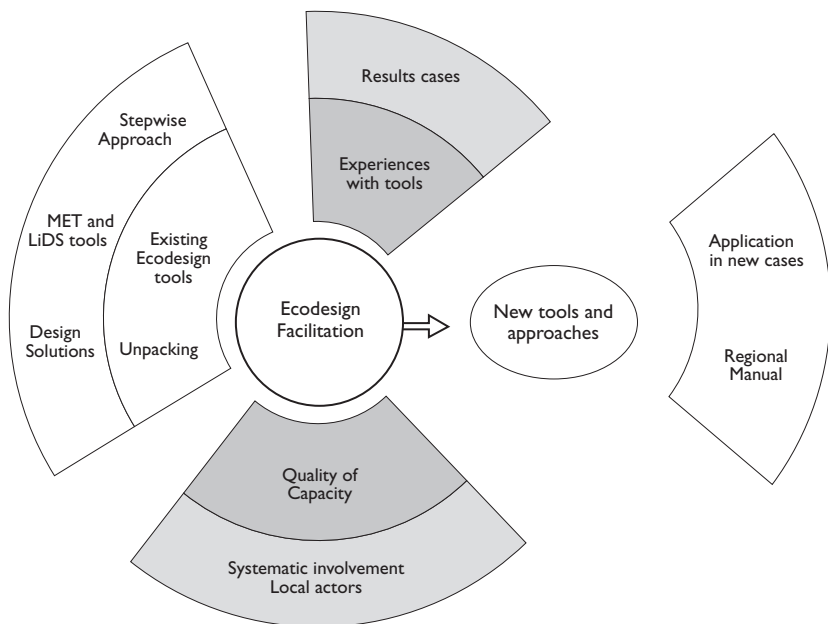 Results cases
Experiences
with tools
Stepwise
Approach
MET and
LiDS tools
Design
Solutions
Existing
Ecodesign
tools
Unpacking
Ecodesign
Facilitation
New tools and
approaches
Application
in new cases
Regional
Manual
Quality of
Capacity
Systematic involvement
Local actors